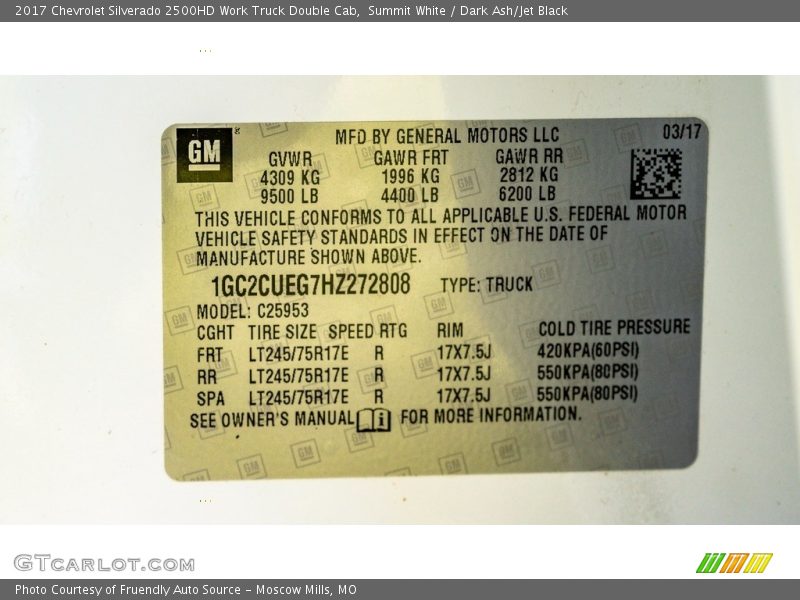 2017 Chevrolet Silverado 2500HD Work Truck Double Cab, Summit White / Dark Ash/Jet Black
GM
MFD BY GENERAL MOTORS LLC 03/17
GVWR GAWR FRT GAWR RR
4309 KG 1996 KG 2812 KG
9500 LB 4400 LB 6200 LB
THIS VEHICLE CONFORMS TO ALL APPLICABLE U.S. FEDERAL MOTOR
VEHICLE SAFETY STANDARDS IN EFFECT ON THE DATE OF
MANUFACTURE SHOWN ABOVE.
1GC2CUEG7HZ272808 TYPE: TRUCK
MODEL: C25953
CGHT TIRE SIZE SPEED RTG RIM COLD TIRE PRESSURE
FRT LT245/75R17E R 17X7.5J 420KPA(60PSI)
RR LT245/75R17E R 17X7.5J 550KPA(80PSI)
SPA LT245/75R17E R 17X7.5J 550KPA(80PSI)
SEE OWNER'S MANUAL i FOR MORE INFORMATION.
GTCARLOT.COM
Photo Courtesy of Fruendly Auto Source - Moscow Mills, MO